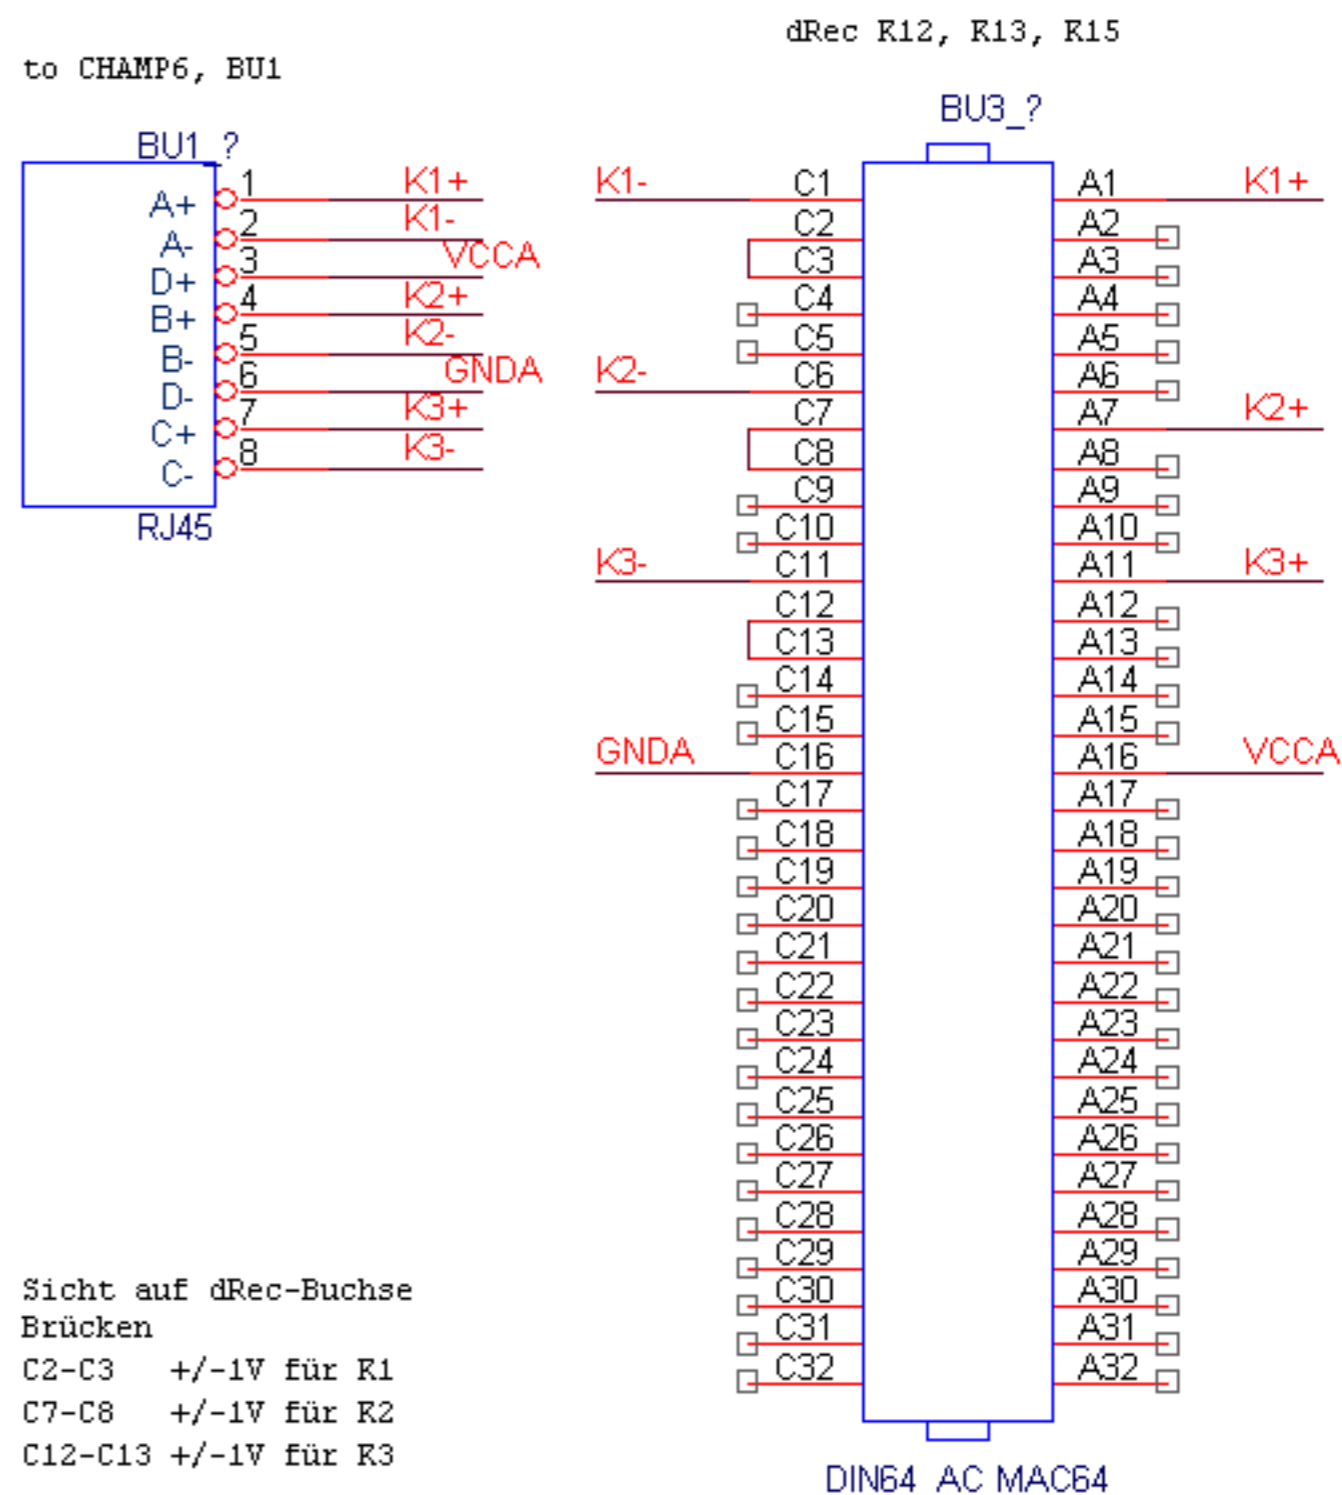 dRec K12, K13, K15
to CHAMP6, BU1
BU1_?
A+ 1 K1+
A- 2 K1-
D+ 3 VCCA
B+ 4 K2+
B- 5 K2-
D- 6 GNDA
C+ 7 K3+
C- 8 K3-
RJ45
BU3_?
K1- C1 A1 K1+
C2 A2
C3 A3
C4 A4
C5 A5
K2- C6 A6
C7 A7 K2+
C8 A8
C9 A9
C10 A10
K3- C11 A11 K3+
C12 A12
C13 A13
C14 A14
C15 A15
GNDA C16 A16 VCCA
C17 A17
C18 A18
C19 A19
C20 A20
C21 A21
C22 A22
C23 A23
C24 A24
C25 A25
C26 A26
C27 A27
C28 A28
C29 A29
C30 A30
C31 A31
C32 A32
DIN64_AC MAC64
Sicht auf dRec-Buchse
Brücken
C2-C3 +/-1V für K1
C7-C8 +/-1V für K2
C12-C13 +/-1V für K3